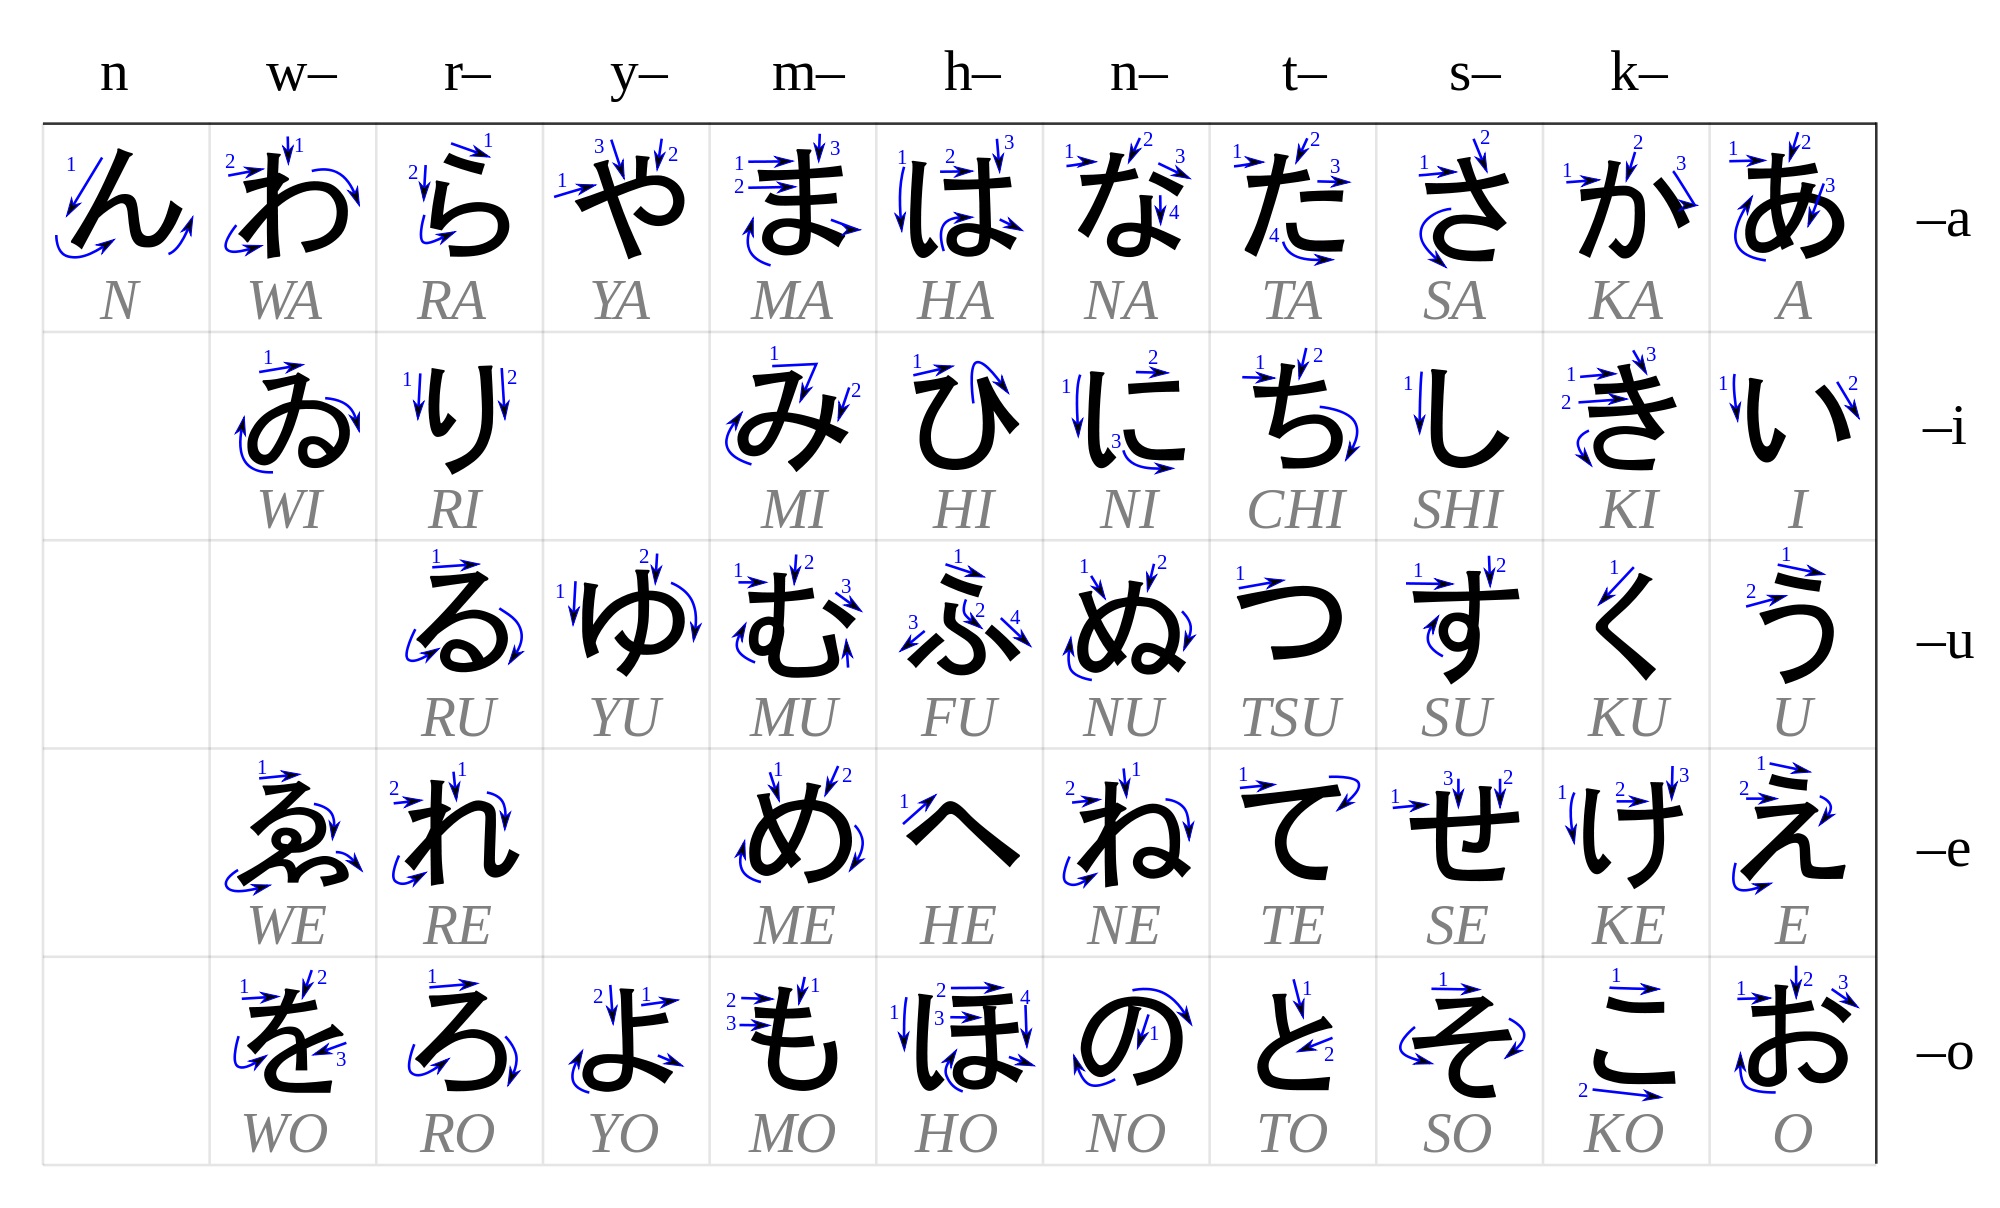 n w– r– y– m– h– n– t– s– k–
ん わ ら や ま は な た さ か あ –a
N WA RA YA MA HA NA TA SA KA A
ゐ り み ひ に ち し き い –i
WI RI MI HI NI CHI SHI KI I
る ゆ む ふ ぬ つ す く う –u
RU YU MU FU NU TSU SU KU U
ゑ れ め へ ね て せ け え –e
WE RE ME HE NE TE SE KE E
を ろ よ も ほ の と そ こ お –o
WO RO YO MO HO NO TO SO KO O